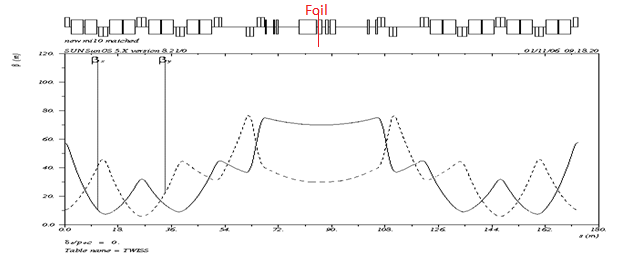 Foil
new mi10 matched
SUN SunOS 5.X version 8.21/0 01/11/06 09.18.20
β (m)
120.
βx βy
100.
80.
60.
40.
20.
0.0
0.0 18. 36. 54. 72. 90. 108. 126. 144. 162. 180.
s (m)
δE/p0c = 0.
Table name = TWISS